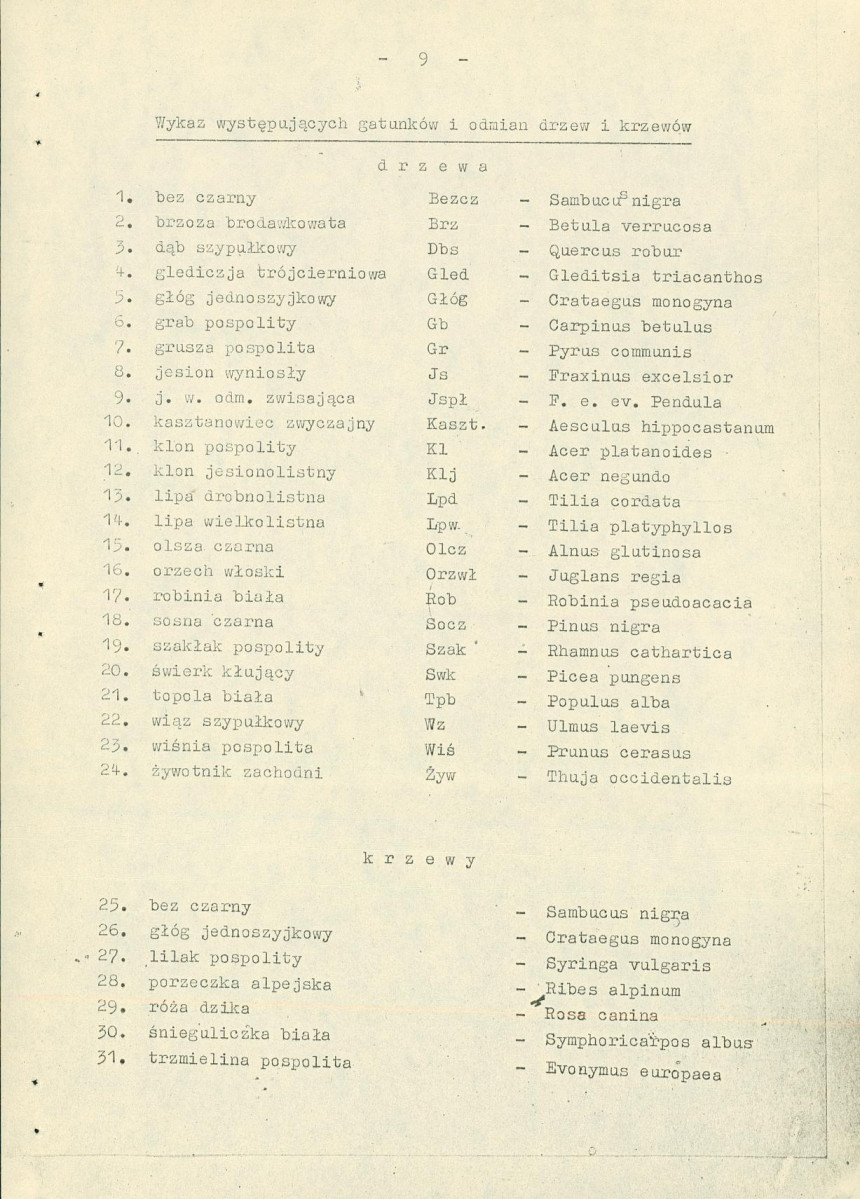 - 9 -
Wykaz występujących gatunków i odmian drzew i krzewów
d r z e w a
1. bez czarny Bezcz - Sambucus nigra
2. brzoza brodawkowata Brz - Betula verrucosa
3. dąb szypułkowy Dbs - Quercus robur
4. glediczja trójcierniowa Gled - Gleditsia triacanthos
5. głóg jednoszyjkowy Głóg - Crataegus monogyna
6. grab pospolity Gb - Carpinus betulus
7. grusza pospolita Gr - Pyrus communis
8. jesion wyniosły Js - Fraxinus excelsior
9. j. w. odm. zwisająca Jspł - F. e. ev. Pendula
10. kasztanowiec zwyczajny Kaszt. - Aesculus hippocastanum
11. klon pospolity Kl - Acer platanoides
12. klon jesionolistny Klj - Acer negundo
13. lipa drobnolistna Lpd - Tilia cordata
14. lipa wielkolistna Lpw. - Tilia platyphyllos
15. olsza czarna Olcz - Alnus glutinosa
16. orzech włoski Orzwł - Juglans regia
17. robinia biała Rob - Robinia pseudoacacia
18. sosna czarna Socz - Pinus nigra
19. szakłak pospolity Szak - Rhamnus cathartica
20. świerk kłujący Swk - Picea pungens
21. topola biała Tpb - Populus alba
22. wiąz szypułkowy Wz - Ulmus laevis
23. wiśnia pospolita Wiś - Prunus cerasus
24. żywotnik zachodni Żyw - Thuja occidentalis
k r z e w y
25. bez czarny - Sambucus nigra
26. głóg jednoszyjkowy - Crataegus monogyna
27. lilak pospolity - Syringa vulgaris
28. porzeczka alpejska - Ribes alpinum
29. róża dzika - Rosa canina
30. śnieguliczka biała - Symphoricarpos albus
31. trzmielina pospolita - Evonymus europaea